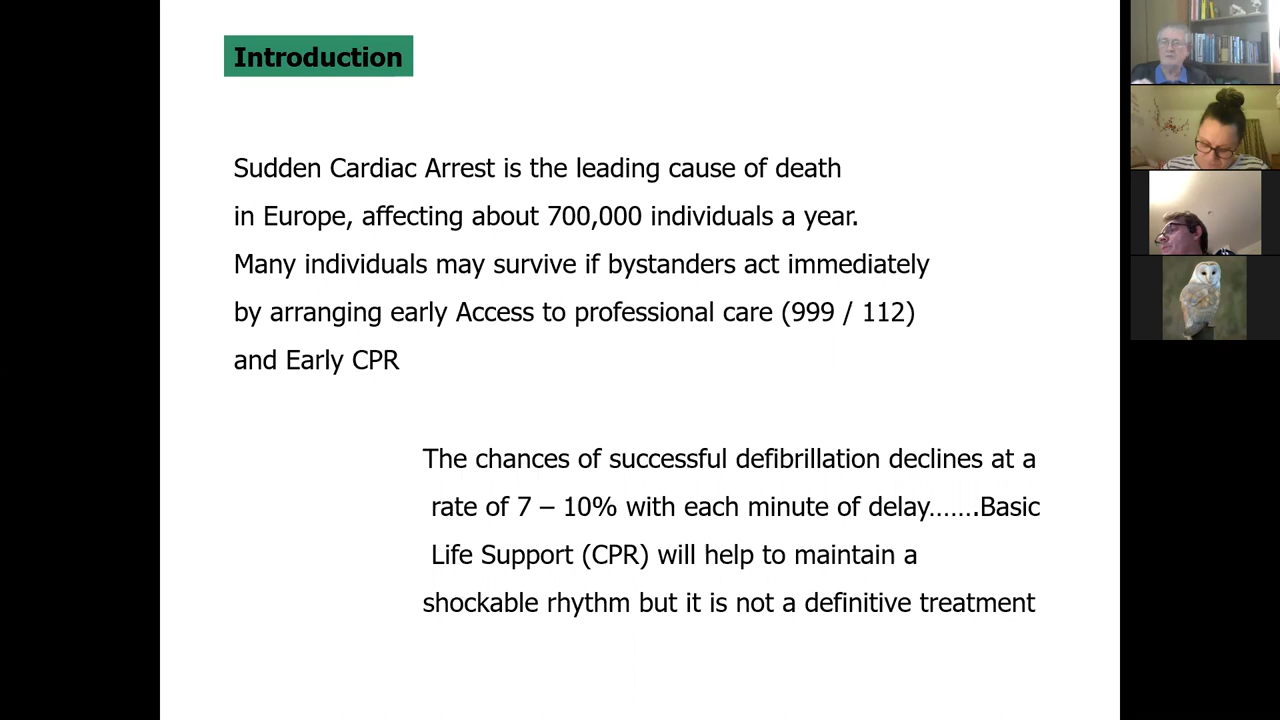 Introduction
Sudden Cardiac Arrest is the leading cause of death
in Europe, affecting about 700,000 individuals a year.
Many individuals may survive if bystanders act immediately
by arranging early Access to professional care (999 / 112)
and Early CPR
The chances of successful defibrillation declines at a
rate of 7 – 10% with each minute of delay…….Basic
Life Support (CPR) will help to maintain a
shockable rhythm but it is not a definitive treatment